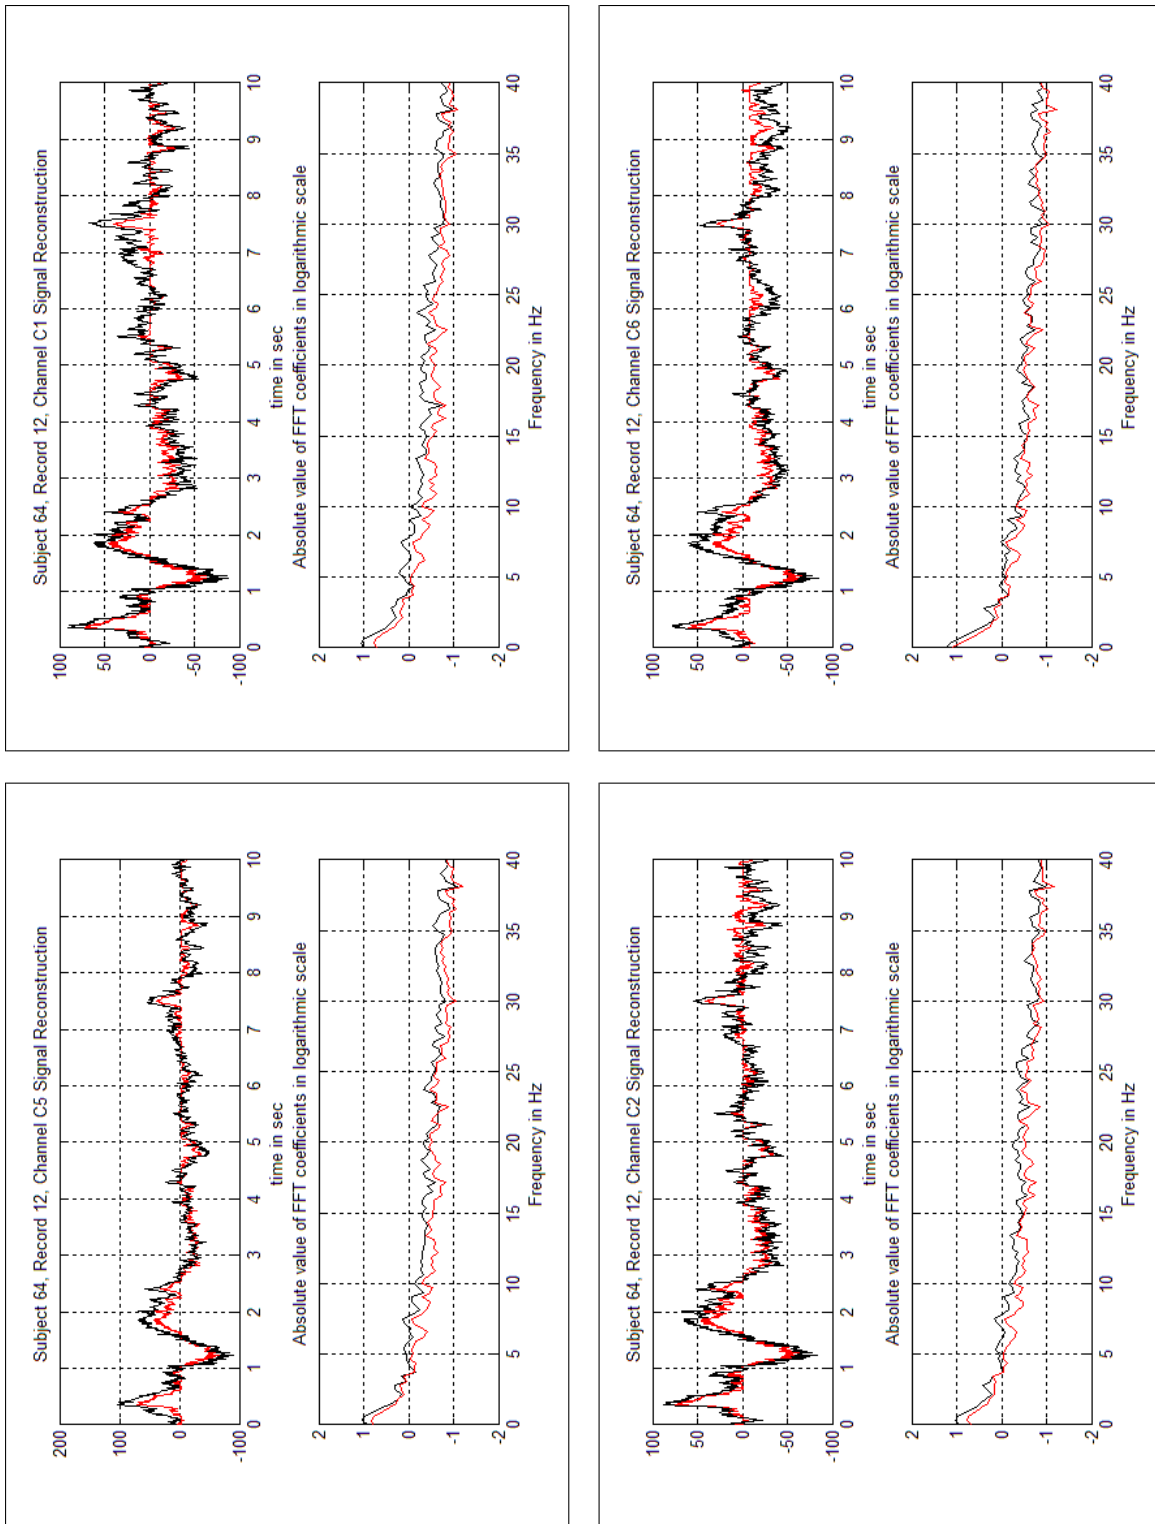 Subject 64, Record 12, Channel C5 Signal Reconstruction
200
100
0
-100
0 1 2 3 4 5 6 7 8 9 10
time in sec
Absolute value of FFT coefficients in logarithmic scale
2
1
0
-1
-2
0 5 10 15 20 25 30 35 40
Frequency in Hz
Subject 64, Record 12, Channel C1 Signal Reconstruction
100
50
0
-50
-100
0 1 2 3 4 5 6 7 8 9 10
time in sec
Absolute value of FFT coefficients in logarithmic scale
2
1
0
-1
-2
0 5 10 15 20 25 30 35 40
Frequency in Hz
Subject 64, Record 12, Channel C2 Signal Reconstruction
100
50
0
-50
-100
0 1 2 3 4 5 6 7 8 9 10
time in sec
Absolute value of FFT coefficients in logarithmic scale
2
1
0
-1
-2
0 5 10 15 20 25 30 35 40
Frequency in Hz
Subject 64, Record 12, Channel C6 Signal Reconstruction
100
50
0
-50
-100
0 1 2 3 4 5 6 7 8 9 10
time in sec
Absolute value of FFT coefficients in logarithmic scale
2
1
0
-1
-2
0 5 10 15 20 25 30 35 40
Frequency in Hz